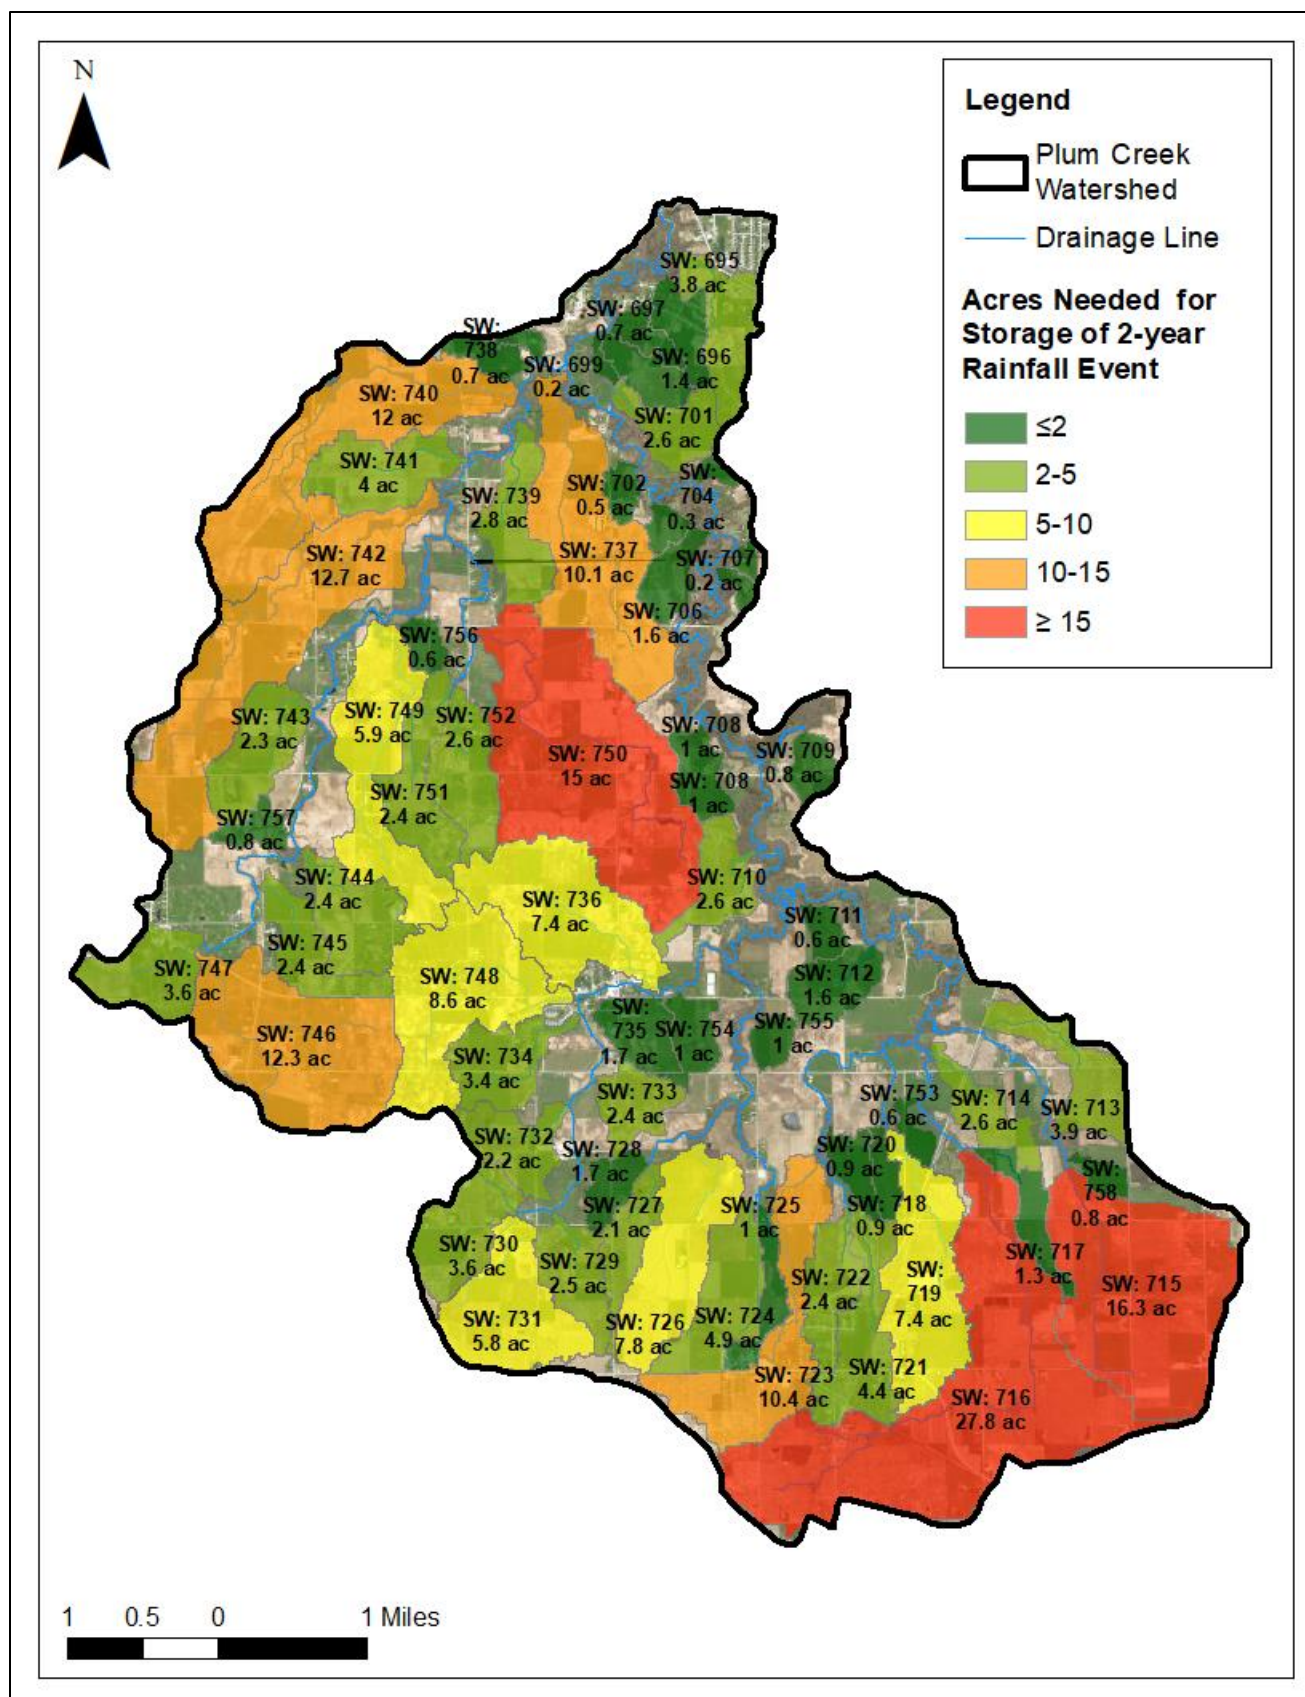 N
Legend
Plum Creek
Watershed
Drainage Line
Acres Needed for
Storage of 2-year
Rainfall Event
≤2
2-5
5-10
10-15
≥ 15
SW: 695
3.8 ac
SW: 697
0.7 ac
SW:
738
0.7 ac
SW: 699
0.2 ac
SW: 696
1.4 ac
SW: 740
12 ac
SW: 701
2.6 ac
SW: 741
4 ac
SW: 739
2.8 ac
SW: 702
0.5 ac
SW:
704
0.3 ac
SW: 742
12.7 ac
SW: 737
10.1 ac
SW: 707
0.2 ac
SW: 706
1.6 ac
SW: 756
0.6 ac
SW: 743
2.3 ac
SW: 749
5.9 ac
SW: 752
2.6 ac
SW: 750
15 ac
SW: 708
1 ac
SW: 709
0.8 ac
SW: 708
1 ac
SW: 751
2.4 ac
SW: 757
0.8 ac
SW: 744
2.4 ac
SW: 736
7.4 ac
SW: 710
2.6 ac
SW: 711
0.6 ac
SW: 745
2.4 ac
SW: 747
3.6 ac
SW: 748
8.6 ac
SW: 712
1.6 ac
SW: 746
12.3 ac
SW:
735
1.7 ac
SW: 754
1 ac
SW: 755
1 ac
SW: 734
3.4 ac
SW: 733
2.4 ac
SW: 753
0.6 ac
SW: 714
2.6 ac
SW: 713
3.9 ac
SW: 732
2.2 ac
SW: 728
1.7 ac
SW: 720
0.9 ac
SW:
758
0.8 ac
SW: 727
2.1 ac
SW: 725
1 ac
SW: 718
0.9 ac
SW: 730
3.6 ac
SW: 729
2.5 ac
SW: 722
2.4 ac
SW:
719
7.4 ac
SW: 717
1.3 ac
SW: 715
16.3 ac
SW: 731
5.8 ac
SW: 726
7.8 ac
SW: 724
4.9 ac
SW: 723
10.4 ac
SW: 721
4.4 ac
SW: 716
27.8 ac
1 0.5 0 1 Miles